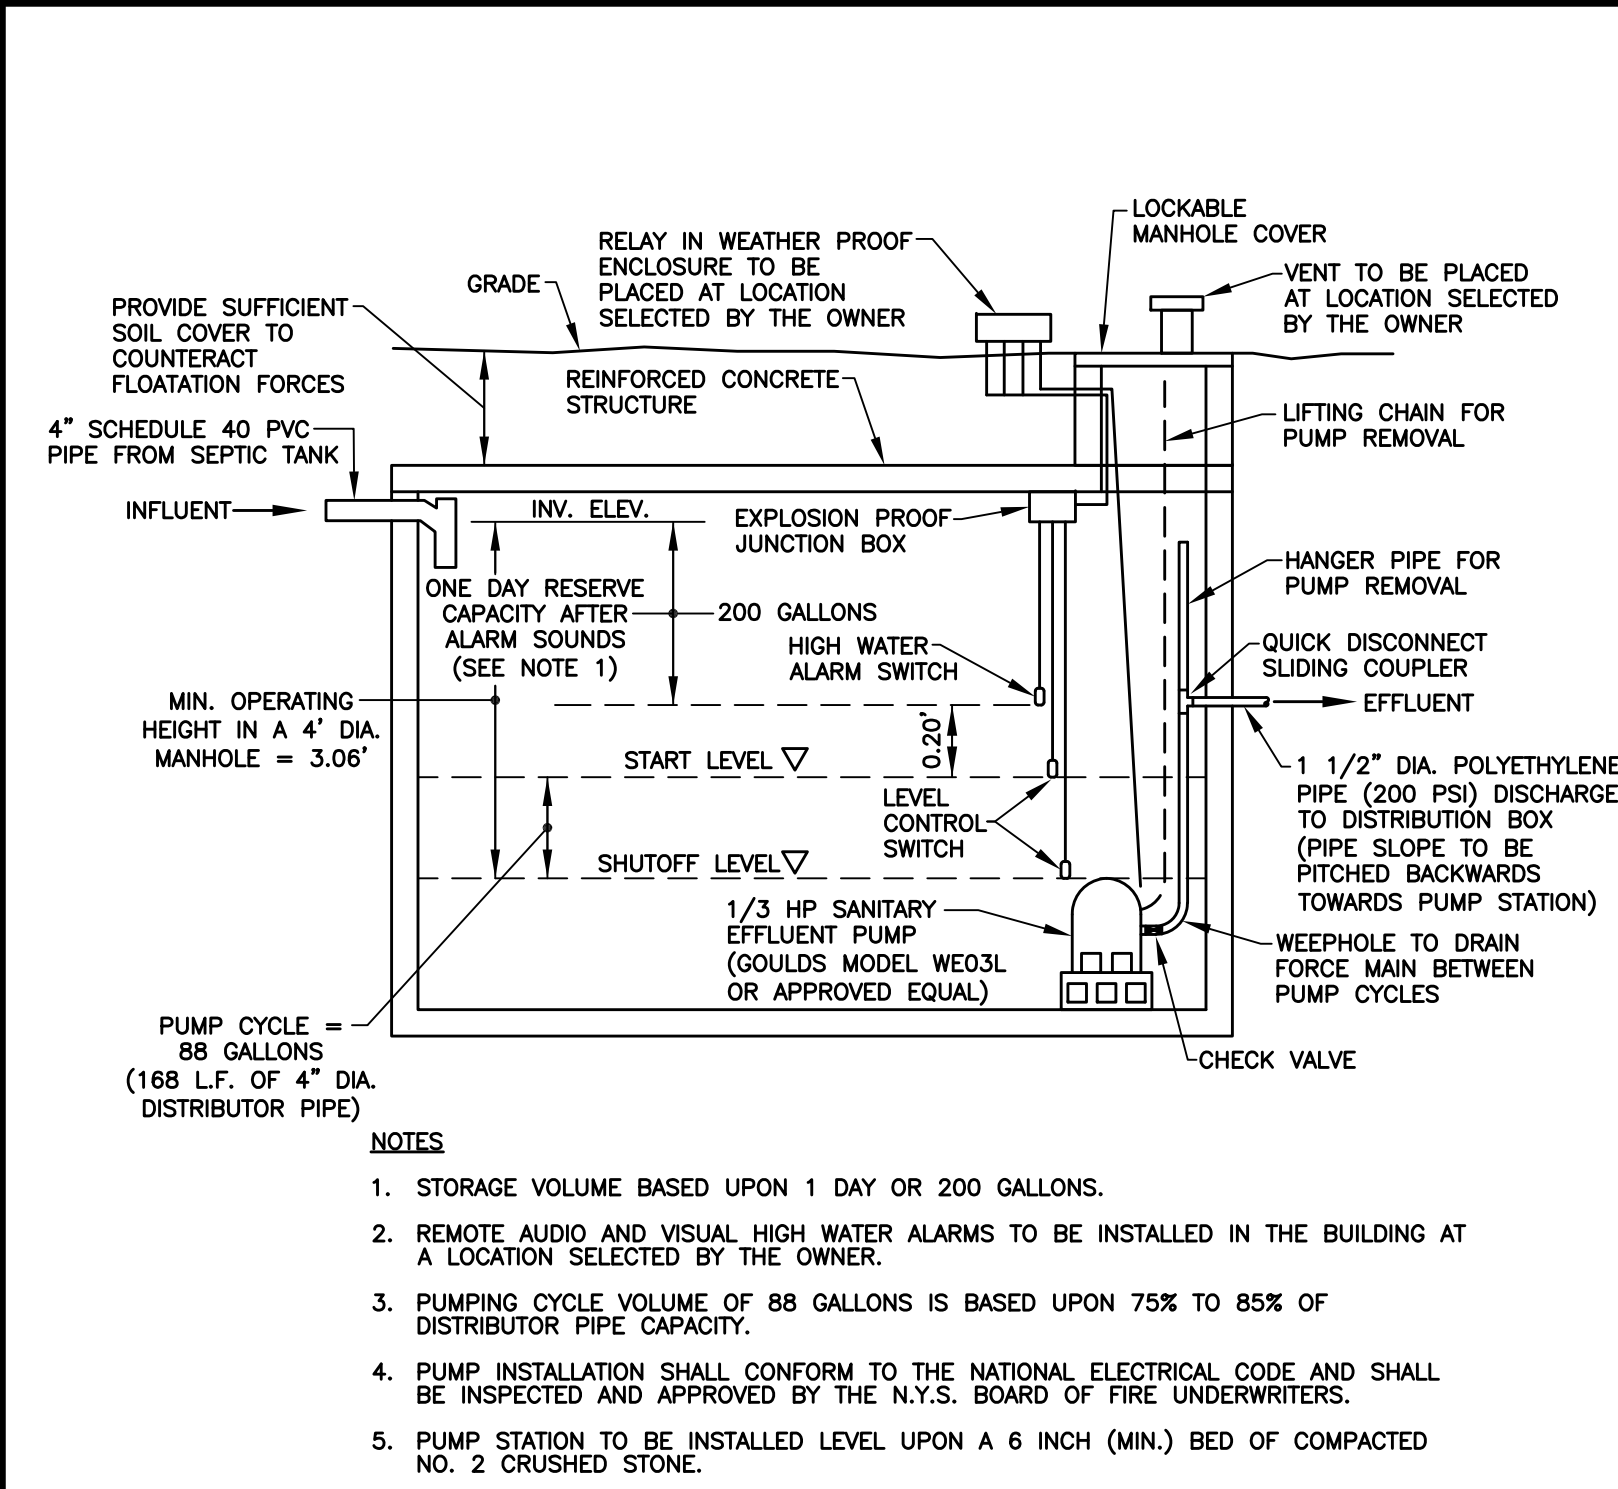 LOCKABLE
MANHOLE COVER
RELAY IN WEATHER PROOF
ENCLOSURE TO BE
PLACED AT LOCATION
SELECTED BY THE OWNER
GRADE
VENT TO BE PLACED
AT LOCATION SELECTED
BY THE OWNER
PROVIDE SUFFICIENT
SOIL COVER TO
COUNTERACT
FLOATATION FORCES
REINFORCED CONCRETE
STRUCTURE
LIFTING CHAIN FOR
PUMP REMOVAL
4" SCHEDULE 40 PVC
PIPE FROM SEPTIC TANK
INFLUENT
INV. ELEV.
EXPLOSION PROOF
JUNCTION BOX
HANGER PIPE FOR
PUMP REMOVAL
ONE DAY RESERVE
CAPACITY AFTER
ALARM SOUNDS
(SEE NOTE 1)
200 GALLONS
HIGH WATER
ALARM SWITCH
QUICK DISCONNECT
SLIDING COUPLER
EFFLUENT
MIN. OPERATING
HEIGHT IN A 4' DIA.
MANHOLE = 3.06'
0.20'
START LEVEL
1 1/2" DIA. POLYETHYLENE
PIPE (200 PSI) DISCHARGE
TO DISTRIBUTION BOX
(PIPE SLOPE TO BE
PITCHED BACKWARDS
TOWARDS PUMP STATION)
LEVEL
CONTROL
SWITCH
SHUTOFF LEVEL
1/3 HP SANITARY
EFFLUENT PUMP
(GOULDS MODEL WE03L
OR APPROVED EQUAL)
WEEPHOLE TO DRAIN
FORCE MAIN BETWEEN
PUMP CYCLES
PUMP CYCLE =
88 GALLONS
(168 L.F. OF 4" DIA.
DISTRIBUTOR PIPE)
CHECK VALVE
NOTES
1. STORAGE VOLUME BASED UPON 1 DAY OR 200 GALLONS.
2. REMOTE AUDIO AND VISUAL HIGH WATER ALARMS TO BE INSTALLED IN THE BUILDING AT
A LOCATION SELECTED BY THE OWNER.
3. PUMPING CYCLE VOLUME OF 88 GALLONS IS BASED UPON 75% TO 85% OF
DISTRIBUTOR PIPE CAPACITY.
4. PUMP INSTALLATION SHALL CONFORM TO THE NATIONAL ELECTRICAL CODE AND SHALL
BE INSPECTED AND APPROVED BY THE N.Y.S. BOARD OF FIRE UNDERWRITERS.
5. PUMP STATION TO BE INSTALLED LEVEL UPON A 6 INCH (MIN.) BED OF COMPACTED
NO. 2 CRUSHED STONE.